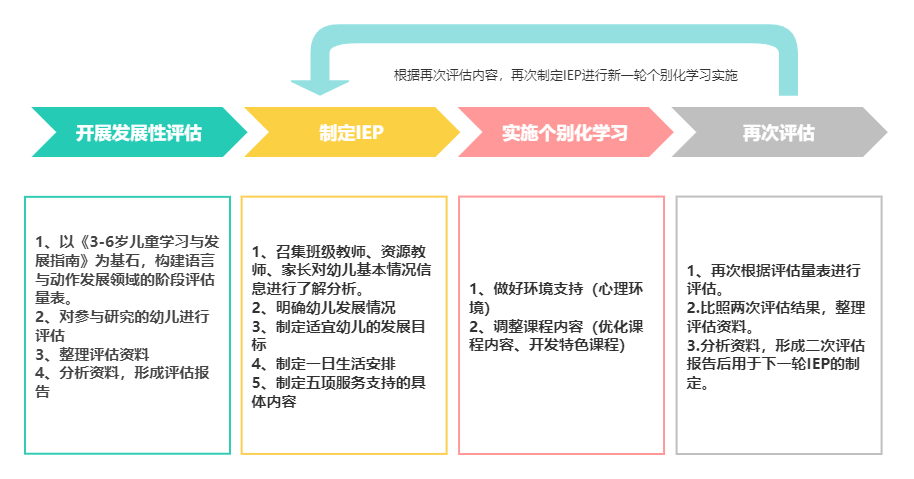 根据再次评估内容，再次制定IEP进行新一轮个别化学习实施
开展发展性评估
制定IEP
实施个别化学习
再次评估
1、以《3-6岁儿童学习与发
展指南》为基石，构建语言
与动作发展领域的阶段评估
量表。
2、对参与研究的幼儿进行
评估
3、整理评估资料
4、分析资料，形成评估报
告
1、召集班级教师、资源教
师、家长对幼儿基本情况信
息进行了解分析。
2、明确幼儿发展情况
3、制定适宜幼儿的发展目
标
4、制定一日生活安排
5、制定五项服务支持的具
体内容
1、做好环境支持（心理环
境）
2、调整课程内容（优化课
程内容、开发特色课程)
1、再次根据评估量表进行
评估。
2.比照两次评估结果，整理
评估资料。
3.分析资料，形成二次评估
报告后用于下一轮IEP的制
定。